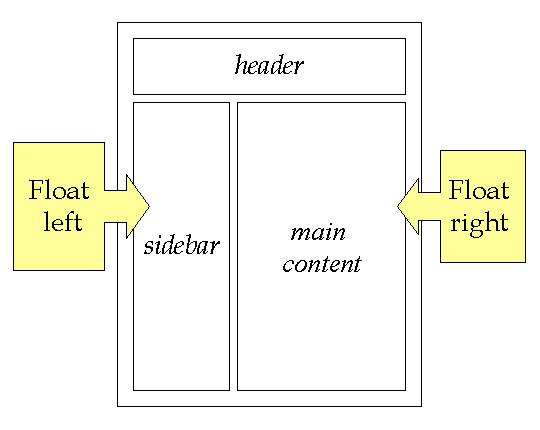 header
Float
left
sidebar
main
content
Float
right